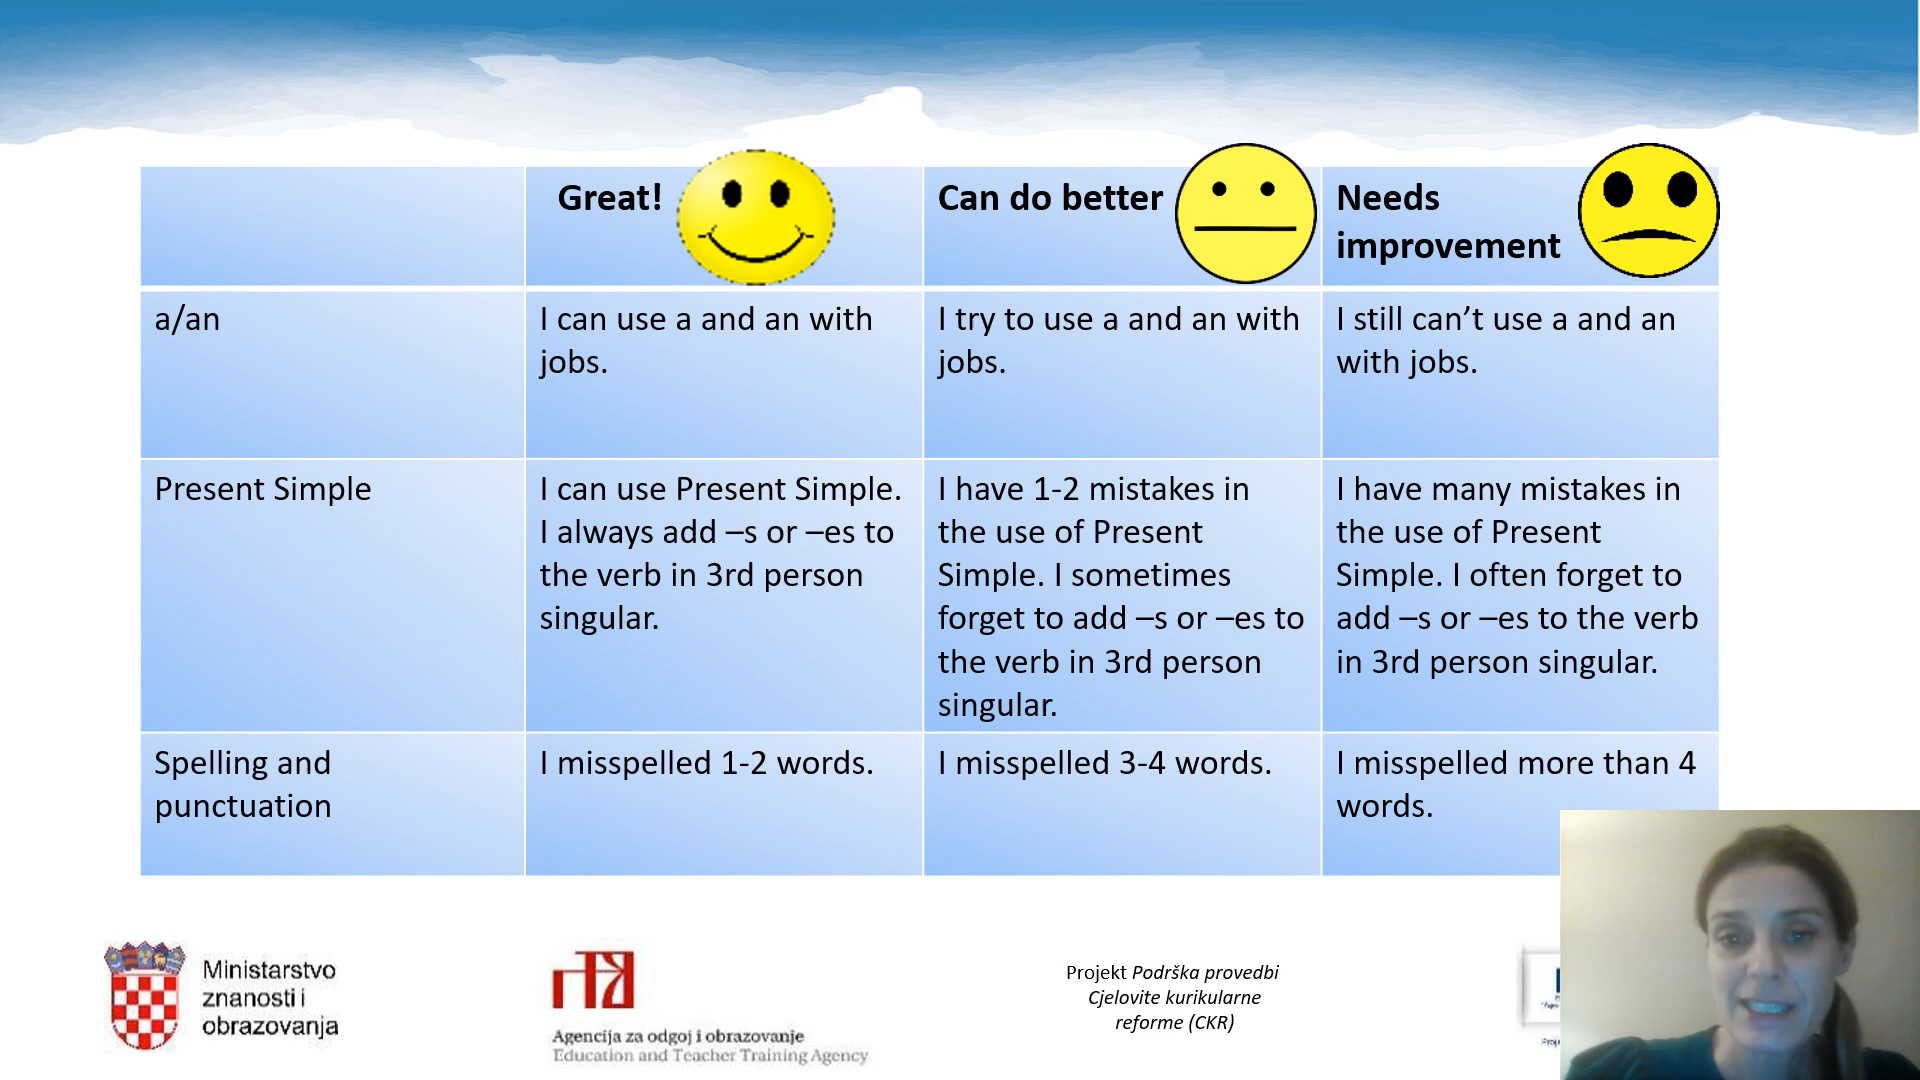 Great!
Can do better
Needs
improvement
a/an
I can use a and an with
jobs.
I try to use a and an with
jobs.
I still can’t use a and an
with jobs.
Present Simple
I can use Present Simple.
I always add –s or –es to
the verb in 3rd person
singular.
I have 1-2 mistakes in
the use of Present
Simple. I sometimes
forget to add –s or –es to
the verb in 3rd person
singular.
I have many mistakes in
the use of Present
Simple. I often forget to
add –s or –es to the verb
in 3rd person singular.
Spelling and
punctuation
I misspelled 1-2 words.
I misspelled 3-4 words.
I misspelled more than 4
words.
Ministarstvo
znanosti i
obrazovanja
Agencija za odgoj i obrazovanje
Education and Teacher Training Agency
Projekt Podrška provedbi
Cjelovite kurikularne
reforme (CKR)